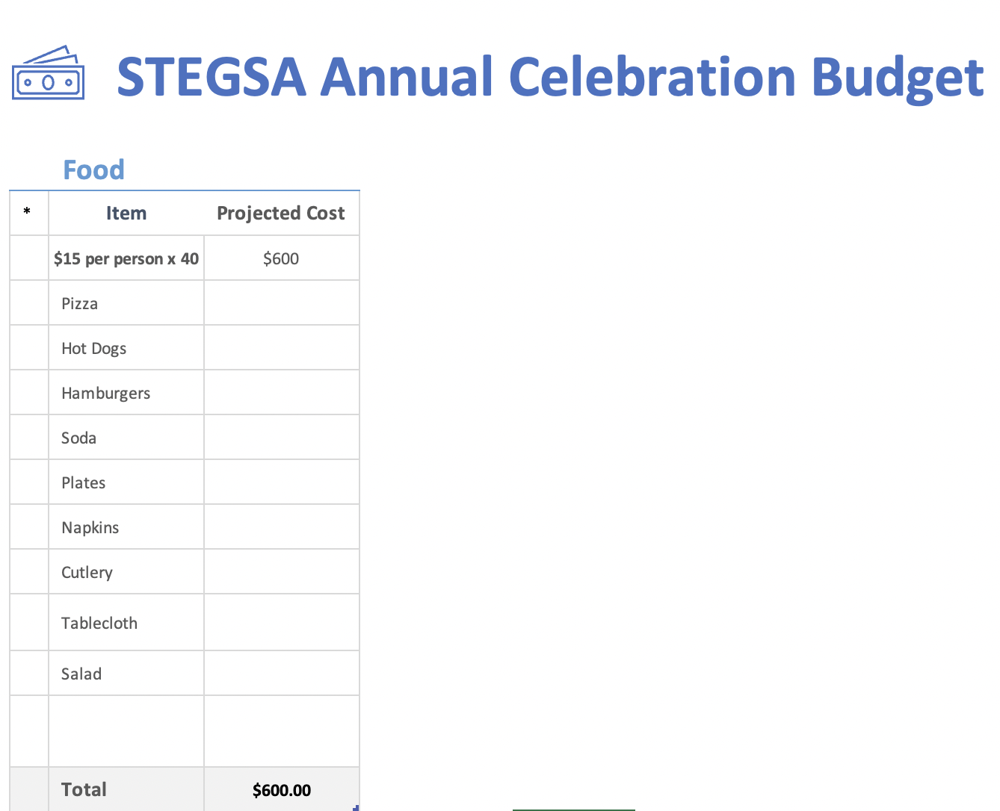 STEGSA Annual Celebration Budget
Food
* Item Projected Cost
$15 per person x 40 $600
Pizza
Hot Dogs
Hamburgers
Soda
Plates
Napkins
Cutlery
Tablecloth
Salad
Total $600.00